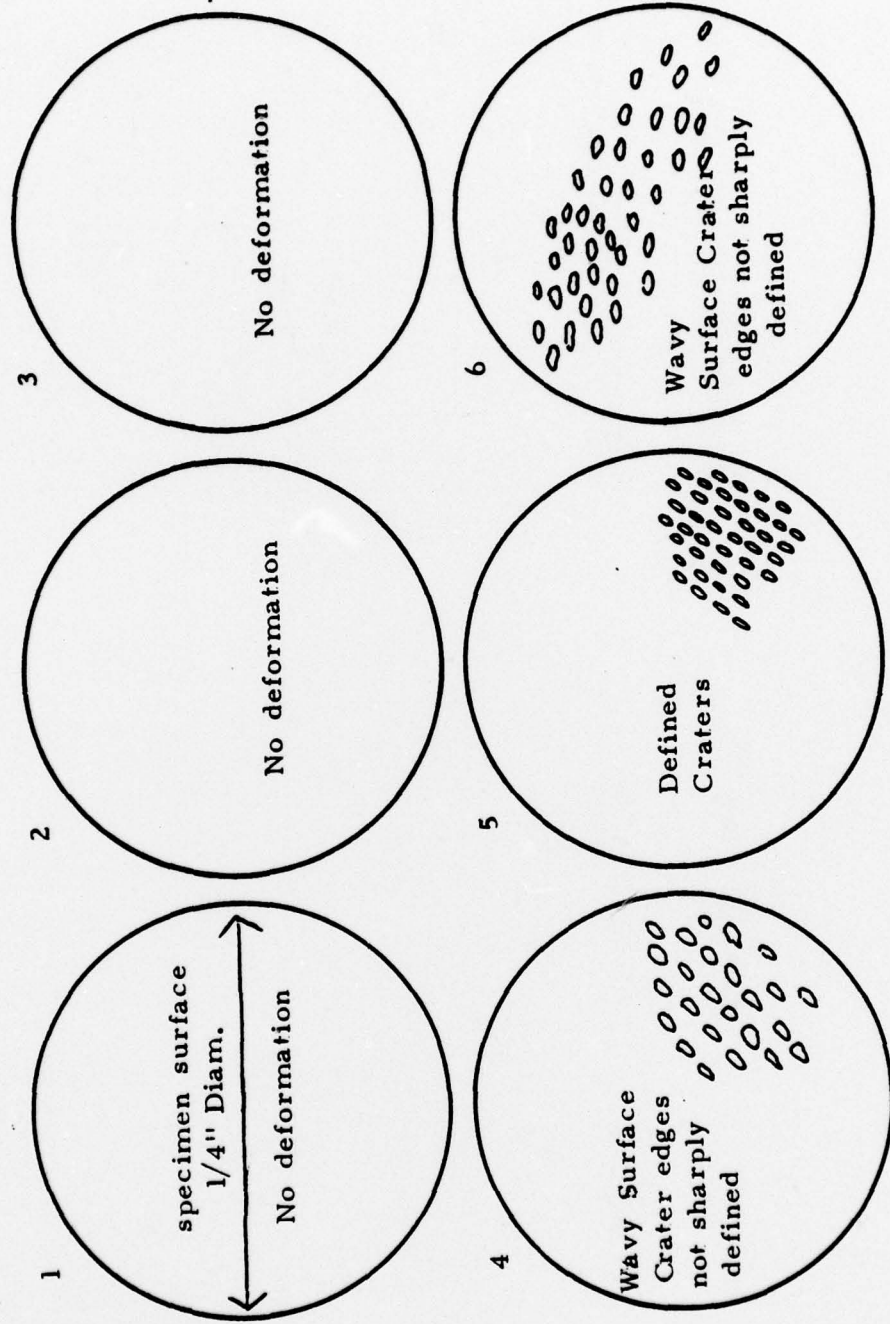 1
specimen surface
1/4" Diam.
No deformation
2
No deformation
3
No deformation
4
Wavy Surface
Crater edges
not sharply
defined
5
Defined
Craters
6
Wavy
Surface Crater
edges not sharply
defined